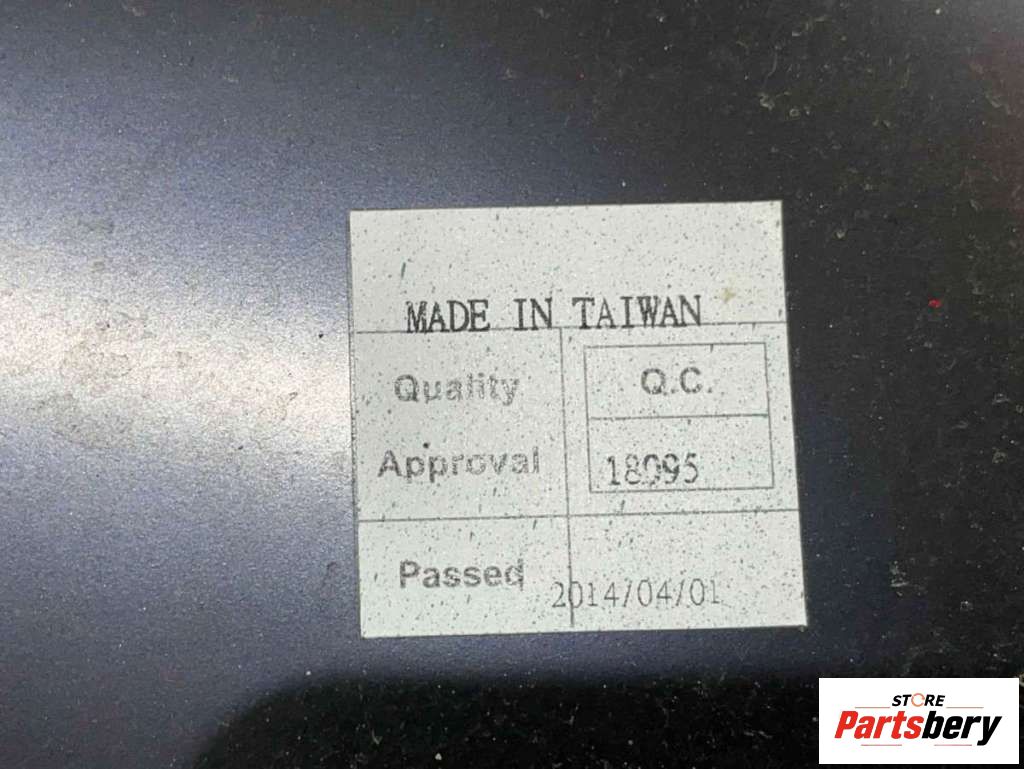 MADE IN TAIWAN
Quality
Q.C.
Approval
18095
Passed
2014/04/01
STORE
Partsbery